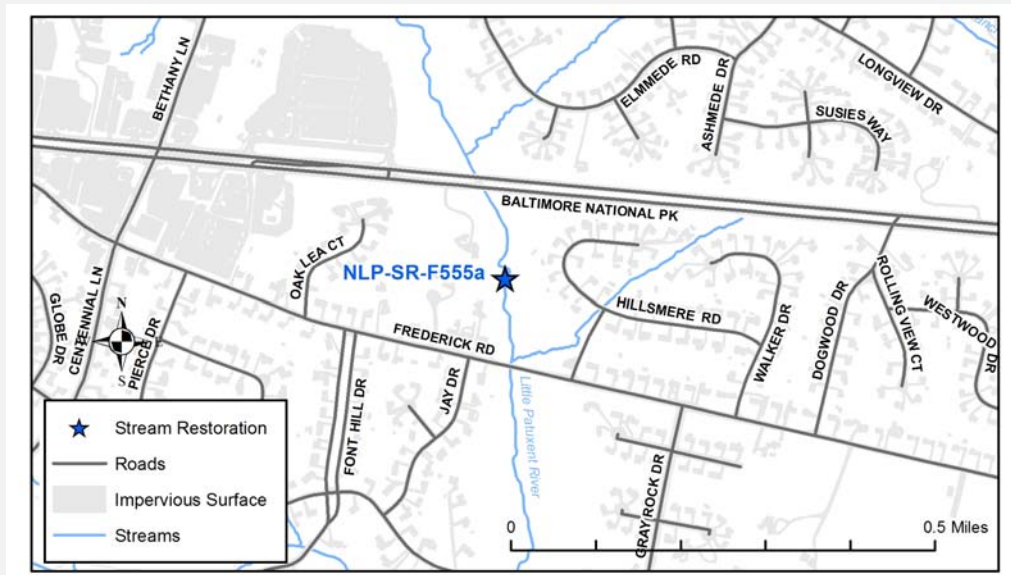 BETHANY LN
ELMMEDE RD
ASHMEDE DR
LONGVIEW DR
SUSIES WAY
BALTIMORE NATIONAL PK
OAK LEA CT
NLP-SR-F555a
HILLSMERE RD
WALKER DR
DOGWOOD DR
ROLLING VIEW CT
WESTWOOD DR
GLOBE DR
CENTENNIAL LN
PIERCE DR
N
S
FREDERICK RD
FONT HILL DR
JAY DR
Little Patuxent River
GRAY ROCK DR
Stream Restoration
Roads
Impervious Surface
Streams
0
0.5 Miles